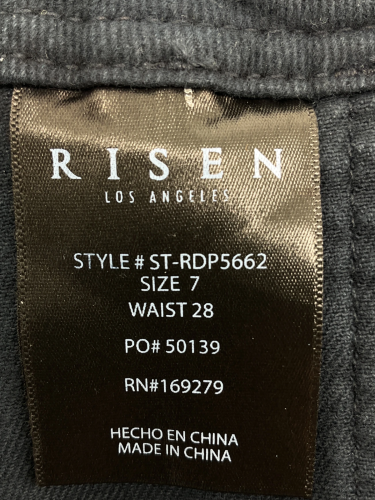 RISEN
LOS ANGELES
STYLE # ST-RDP5662
SIZE 7
WAIST 28
PO# 50139
RN#169279
HECHO EN CHINA
MADE IN CHINA